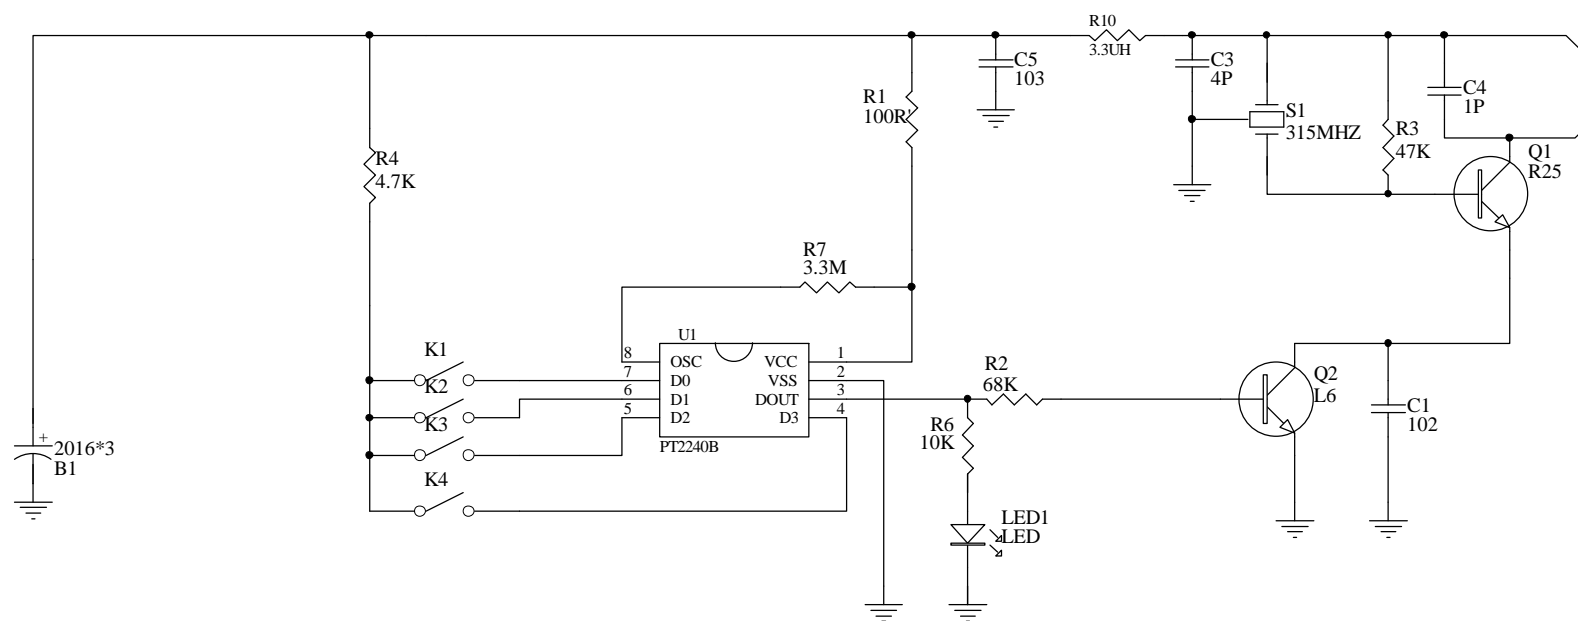 R10
3.3UH
C5
103
C3
4P
C4
1P
R1
100R'
S1
315MHZ
R3
47K
Q1
R25
R4
4.7K
R7
3.3M
U1
K1
8
OSC
VCC
1
7
D0
VSS
2
K2
6
D1
DOUT
3
K3
5
D2
D3
4
PT2240B
R2
68K
Q2
L6
C1
102
R6
10K
+
2016*3
B1
K4
LED1
LED